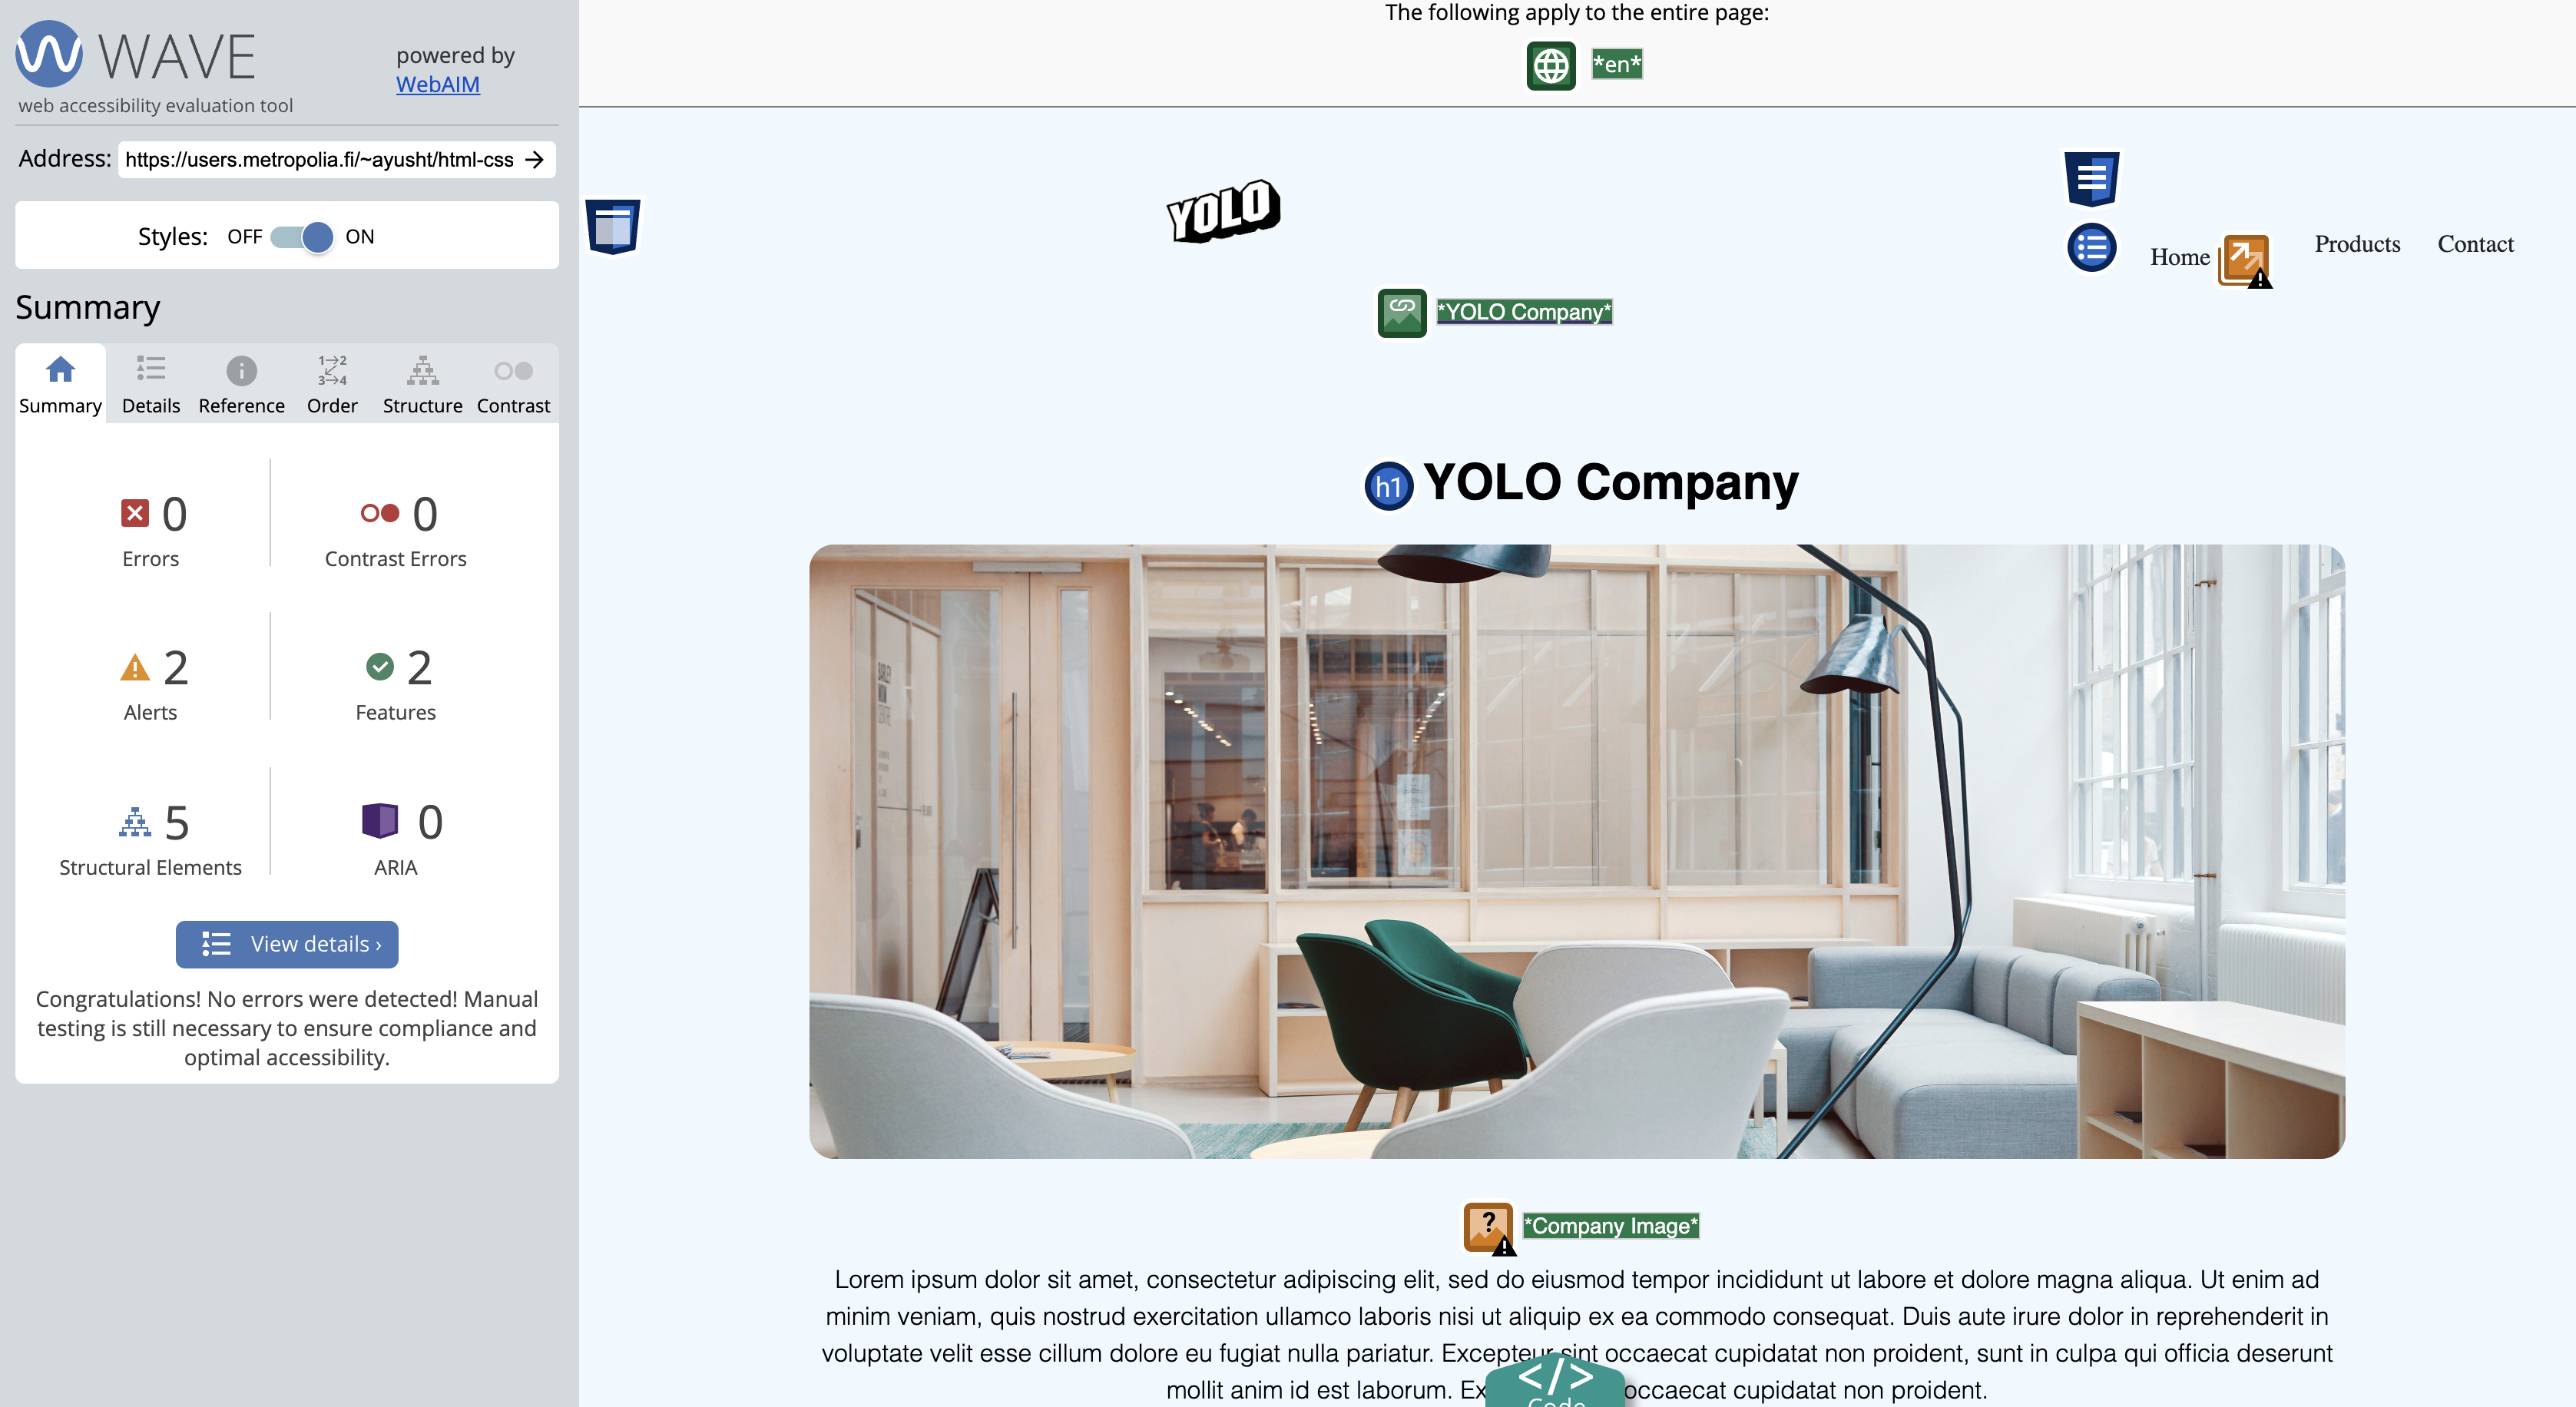 WAVE
powered by
WebAIM
web accessibility evaluation tool
Address: https://users.metropolia.fi/~ayusht/html-css
Styles: OFF ON
Summary
Summary Details Reference Order Structure Contrast
1→2
3→4
0
Errors
0
Contrast Errors
2
Alerts
2
Features
5
Structural Elements
0
ARIA
View details ›
Congratulations! No errors were detected! Manual
testing is still necessary to ensure compliance and
optimal accessibility.
The following apply to the entire page:
*en*
YOLO
Home Products Contact
*YOLO Company*
h1 YOLO Company
*Company Image*
Lorem ipsum dolor sit amet, consectetur adipiscing elit, sed do eiusmod tempor incididunt ut labore et dolore magna aliqua. Ut enim ad
minim veniam, quis nostrud exercitation ullamco laboris nisi ut aliquip ex ea commodo consequat. Duis aute irure dolor in reprehenderit in
voluptate velit esse cillum dolore eu fugiat nulla pariatur. Excepteur sint occaecat cupidatat non proident, sunt in culpa qui officia deserunt
mollit anim id est laborum. Ex occaecat cupidatat non proident.
</> Code